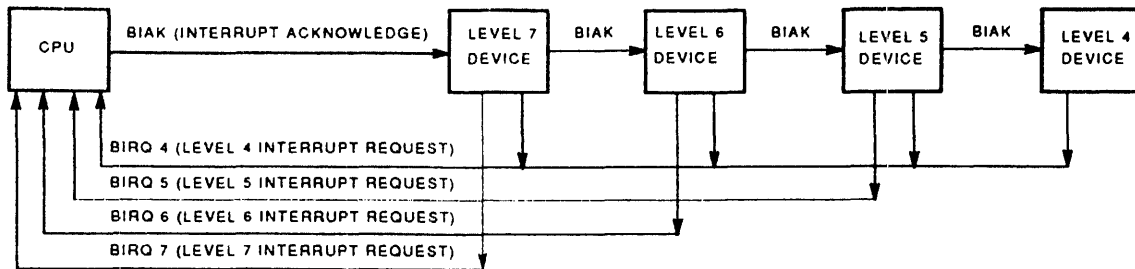 CPU
BIAK (INTERRUPT ACKNOWLEDGE)
LEVEL 7
DEVICE
BIAK
LEVEL 6
DEVICE
BIAK
LEVEL 5
DEVICE
BIAK
LEVEL 4
DEVICE
BIRQ 4 (LEVEL 4 INTERRUPT REQUEST)
BIRQ 5 (LEVEL 5 INTERRUPT REQUEST)
BIRQ 6 (LEVEL 6 INTERRUPT REQUEST)
BIRQ 7 (LEVEL 7 INTERRUPT REQUEST)